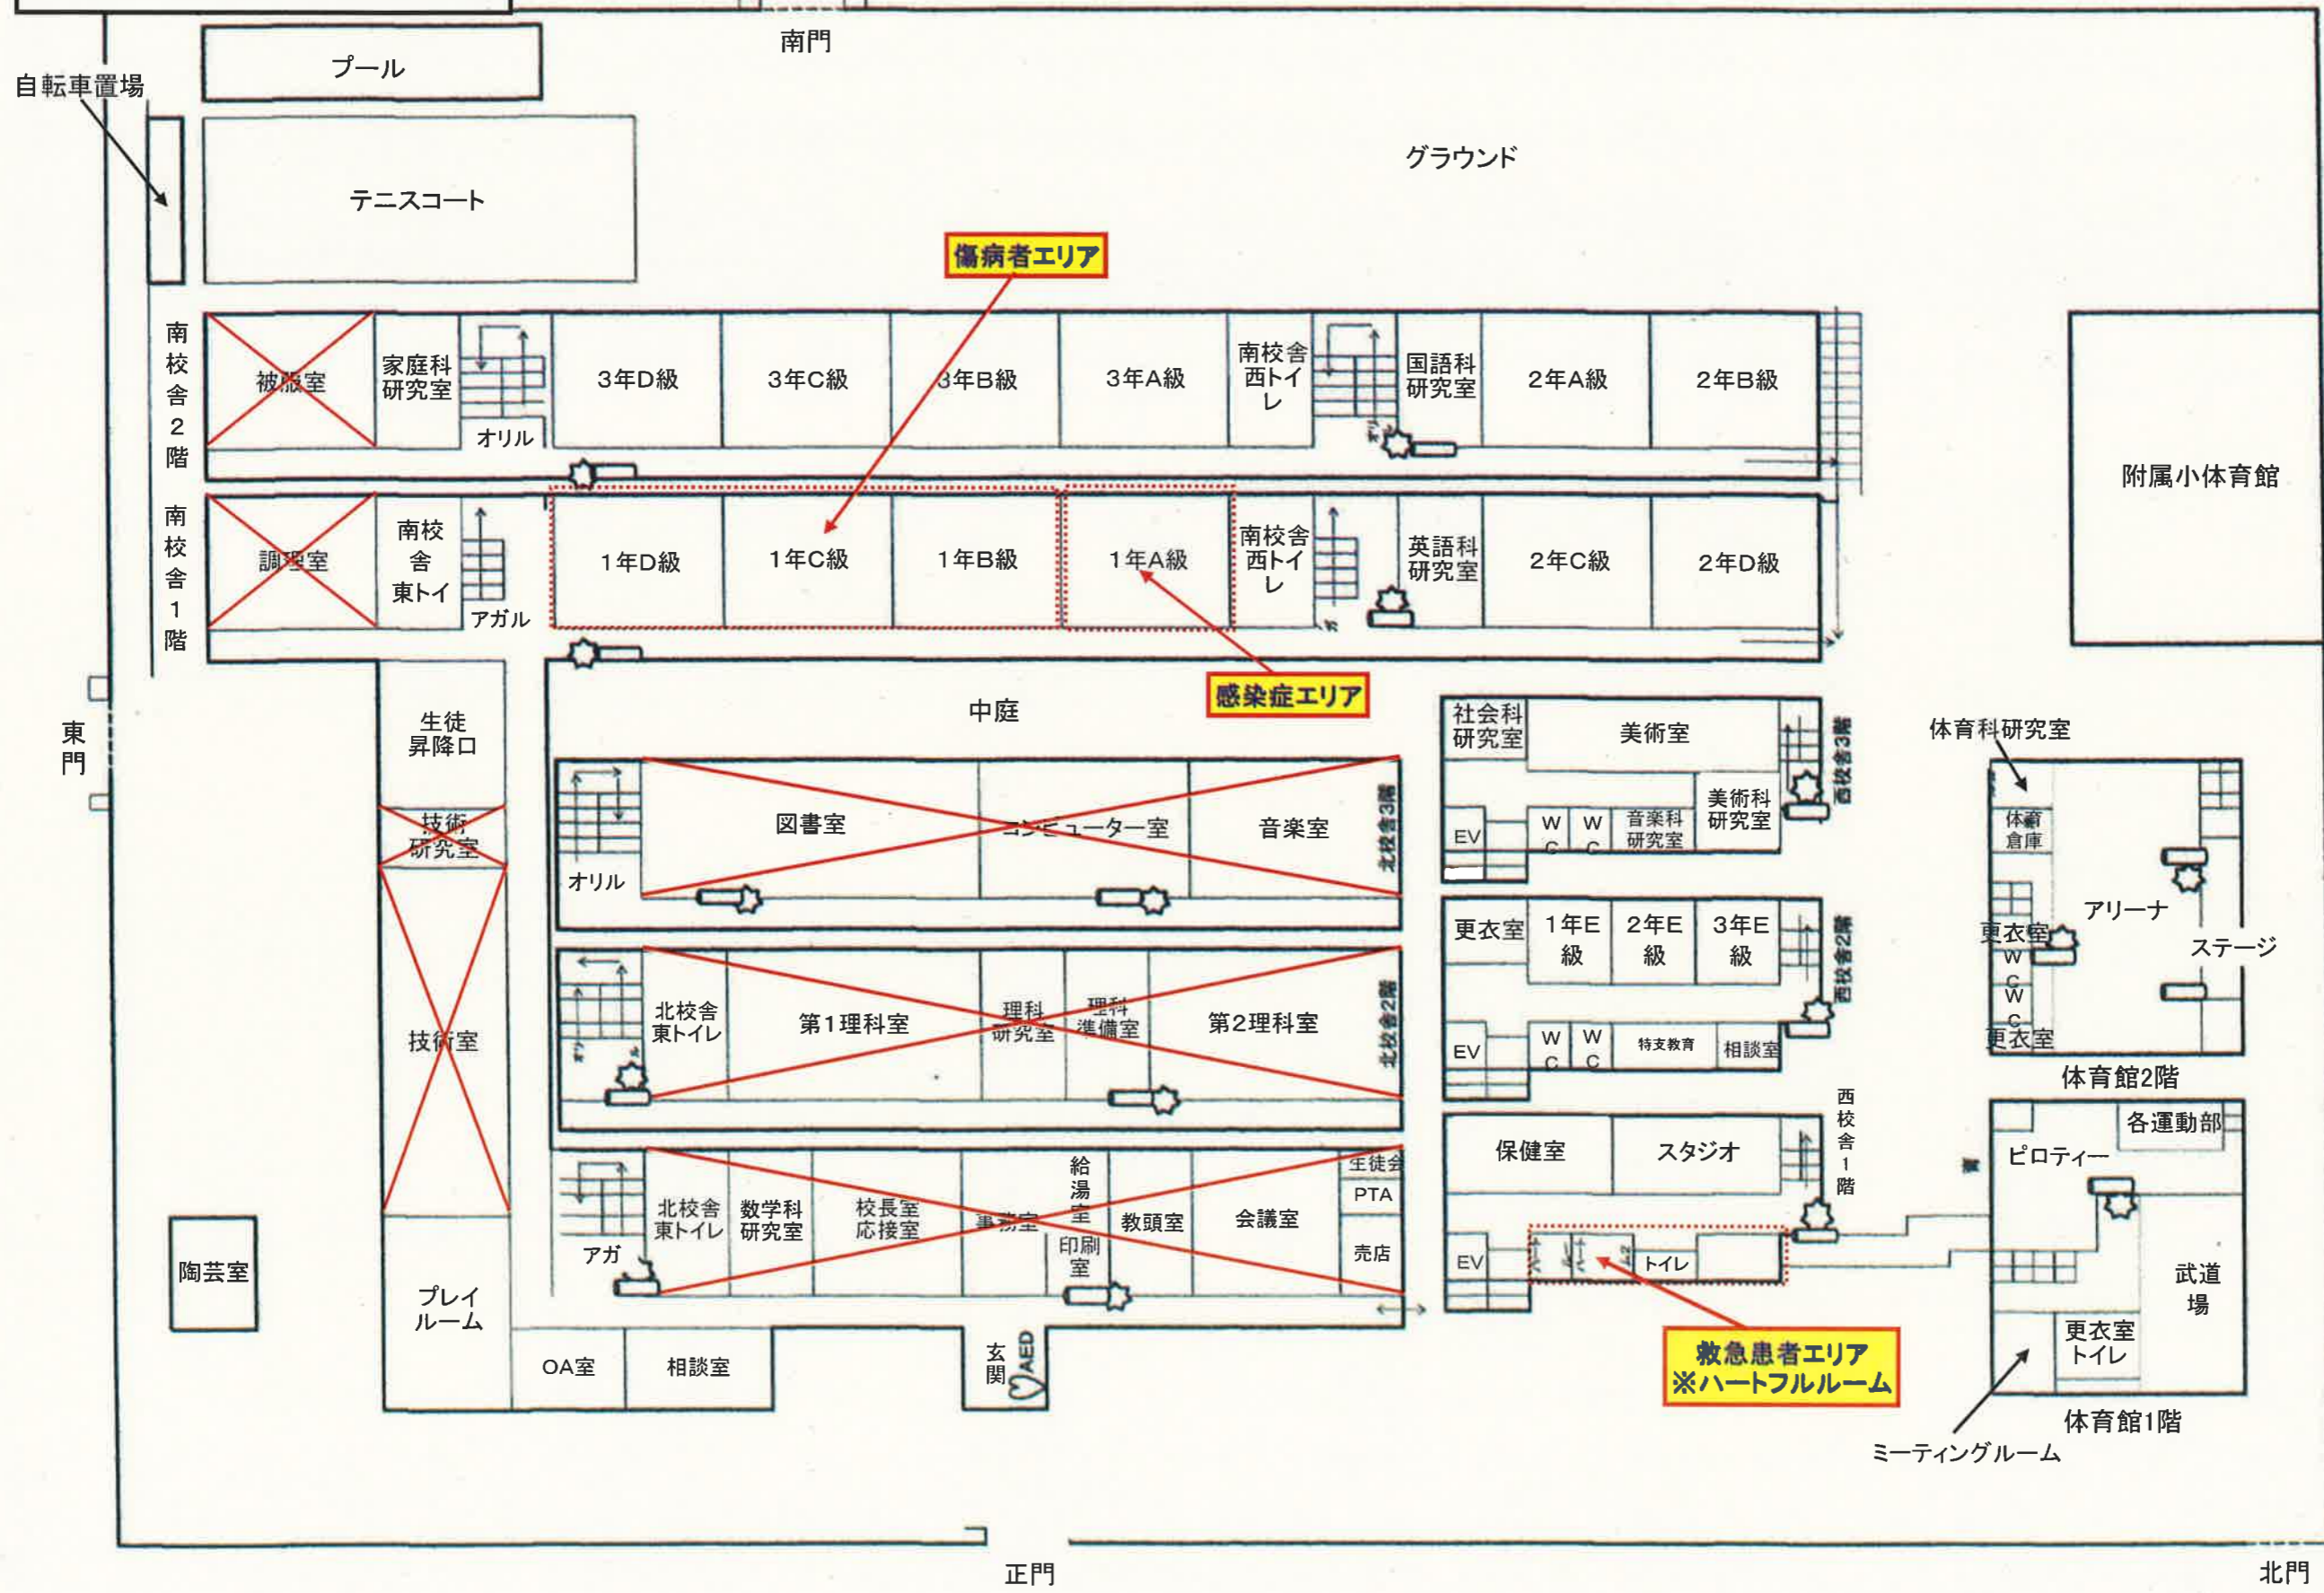 南門
プール
自転車置場
グラウンド
テニスコート
傷病者エリア
南校舎2階
被服室
家庭科
研究室
オリル
3年D級
3年C級
3年B級
3年A級
南校舎
西トイ
レ
国語科
研究室
2年A級
2年B級
附属小体育館
南校舎1階
調理室
南校
舎
東トイ
アガル
1年D級
1年C級
1年B級
1年A級
南校舎
西トイ
レ
英語科
研究室
2年C級
2年D級
感染症エリア
東門
生徒
昇降口
中庭
社会科
研究室
美術室
西校舎3階
美術科
研究室
EV
WC
WC
音楽科
研究室
体育科研究室
体育
倉庫
アリーナ
更衣室
ステージ
WC
WC
更衣室
体育館2階
技術
研究室
図書室
コンピューター室
音楽室
北校舎3階
オリル
更衣室
1年E
級
2年E
級
3年E
級
西校舎2階
EV
WC
WC
特支教育
相談室
技術室
北校舎
東トイレ
第1理科室
理科
研究室
理科
準備室
第2理科室
北校舎2階
西校舎1階
保健室
スタジオ
EV
トイレ
各運動部
ピロティー
武道
場
更衣室
トイレ
体育館1階
ミーティングルーム
アガ
北校舎
東トイレ
数学科
研究室
校長室
応接室
事務室
給湯室
印刷
室
教頭室
会議室
生徒会
PTA
売店
陶芸室
プレイ
ルーム
OA室
相談室
玄関
AED
救急患者エリア
※ハートフルルーム
正門
北門